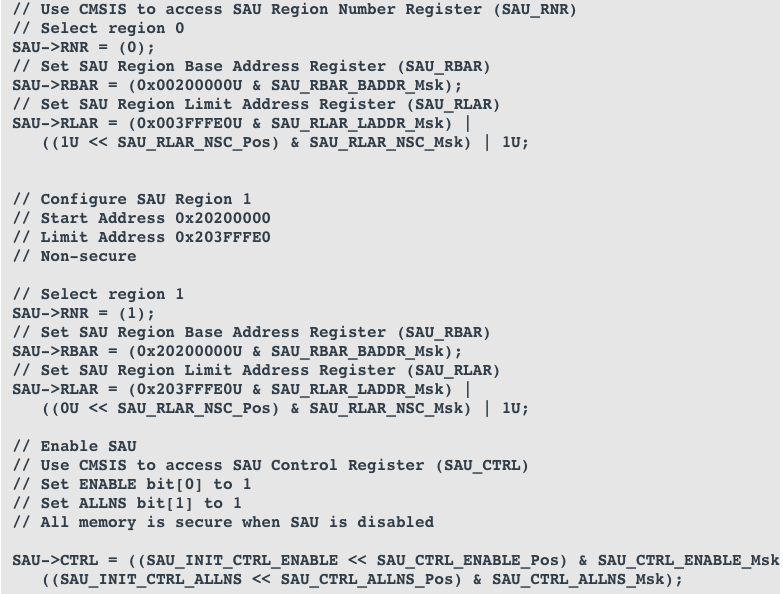 // Use CMSIS to access SAU Region Number Register (SAU_RNR)
// Select region 0
SAU->RNR = (0);
// Set SAU Region Base Address Register (SAU_RBAR)
SAU->RBAR = (0x00200000U & SAU_RBAR_BADDR_Msk);
// Set SAU Region Limit Address Register (SAU_RLAR)
SAU->RLAR = (0x003FFFE0U & SAU_RLAR_LADDR_Msk) |
   ((1U << SAU_RLAR_NSC_Pos) & SAU_RLAR_NSC_Msk) | 1U;
// Configure SAU Region 1
// Start Address 0x20200000
// Limit Address 0x203FFFE0
// Non-secure
// Select region 1
SAU->RNR = (1);
// Set SAU Region Base Address Register (SAU_RBAR)
SAU->RBAR = (0x20200000U & SAU_RBAR_BADDR_Msk);
// Set SAU Region Limit Address Register (SAU_RLAR)
SAU->RLAR = (0x203FFFE0U & SAU_RLAR_LADDR_Msk) |
   ((0U << SAU_RLAR_NSC_Pos) & SAU_RLAR_NSC_Msk) | 1U;
// Enable SAU
// Use CMSIS to access SAU Control Register (SAU_CTRL)
// Set ENABLE bit[0] to 1
// Set ALLNS bit[1] to 1
// All memory is secure when SAU is disabled
SAU->CTRL = ((SAU_INIT_CTRL_ENABLE << SAU_CTRL_ENABLE_Pos) & SAU_CTRL_ENABLE_Msk
   ((SAU_INIT_CTRL_ALLNS << SAU_CTRL_ALLNS_Pos) & SAU_CTRL_ALLNS_Msk);